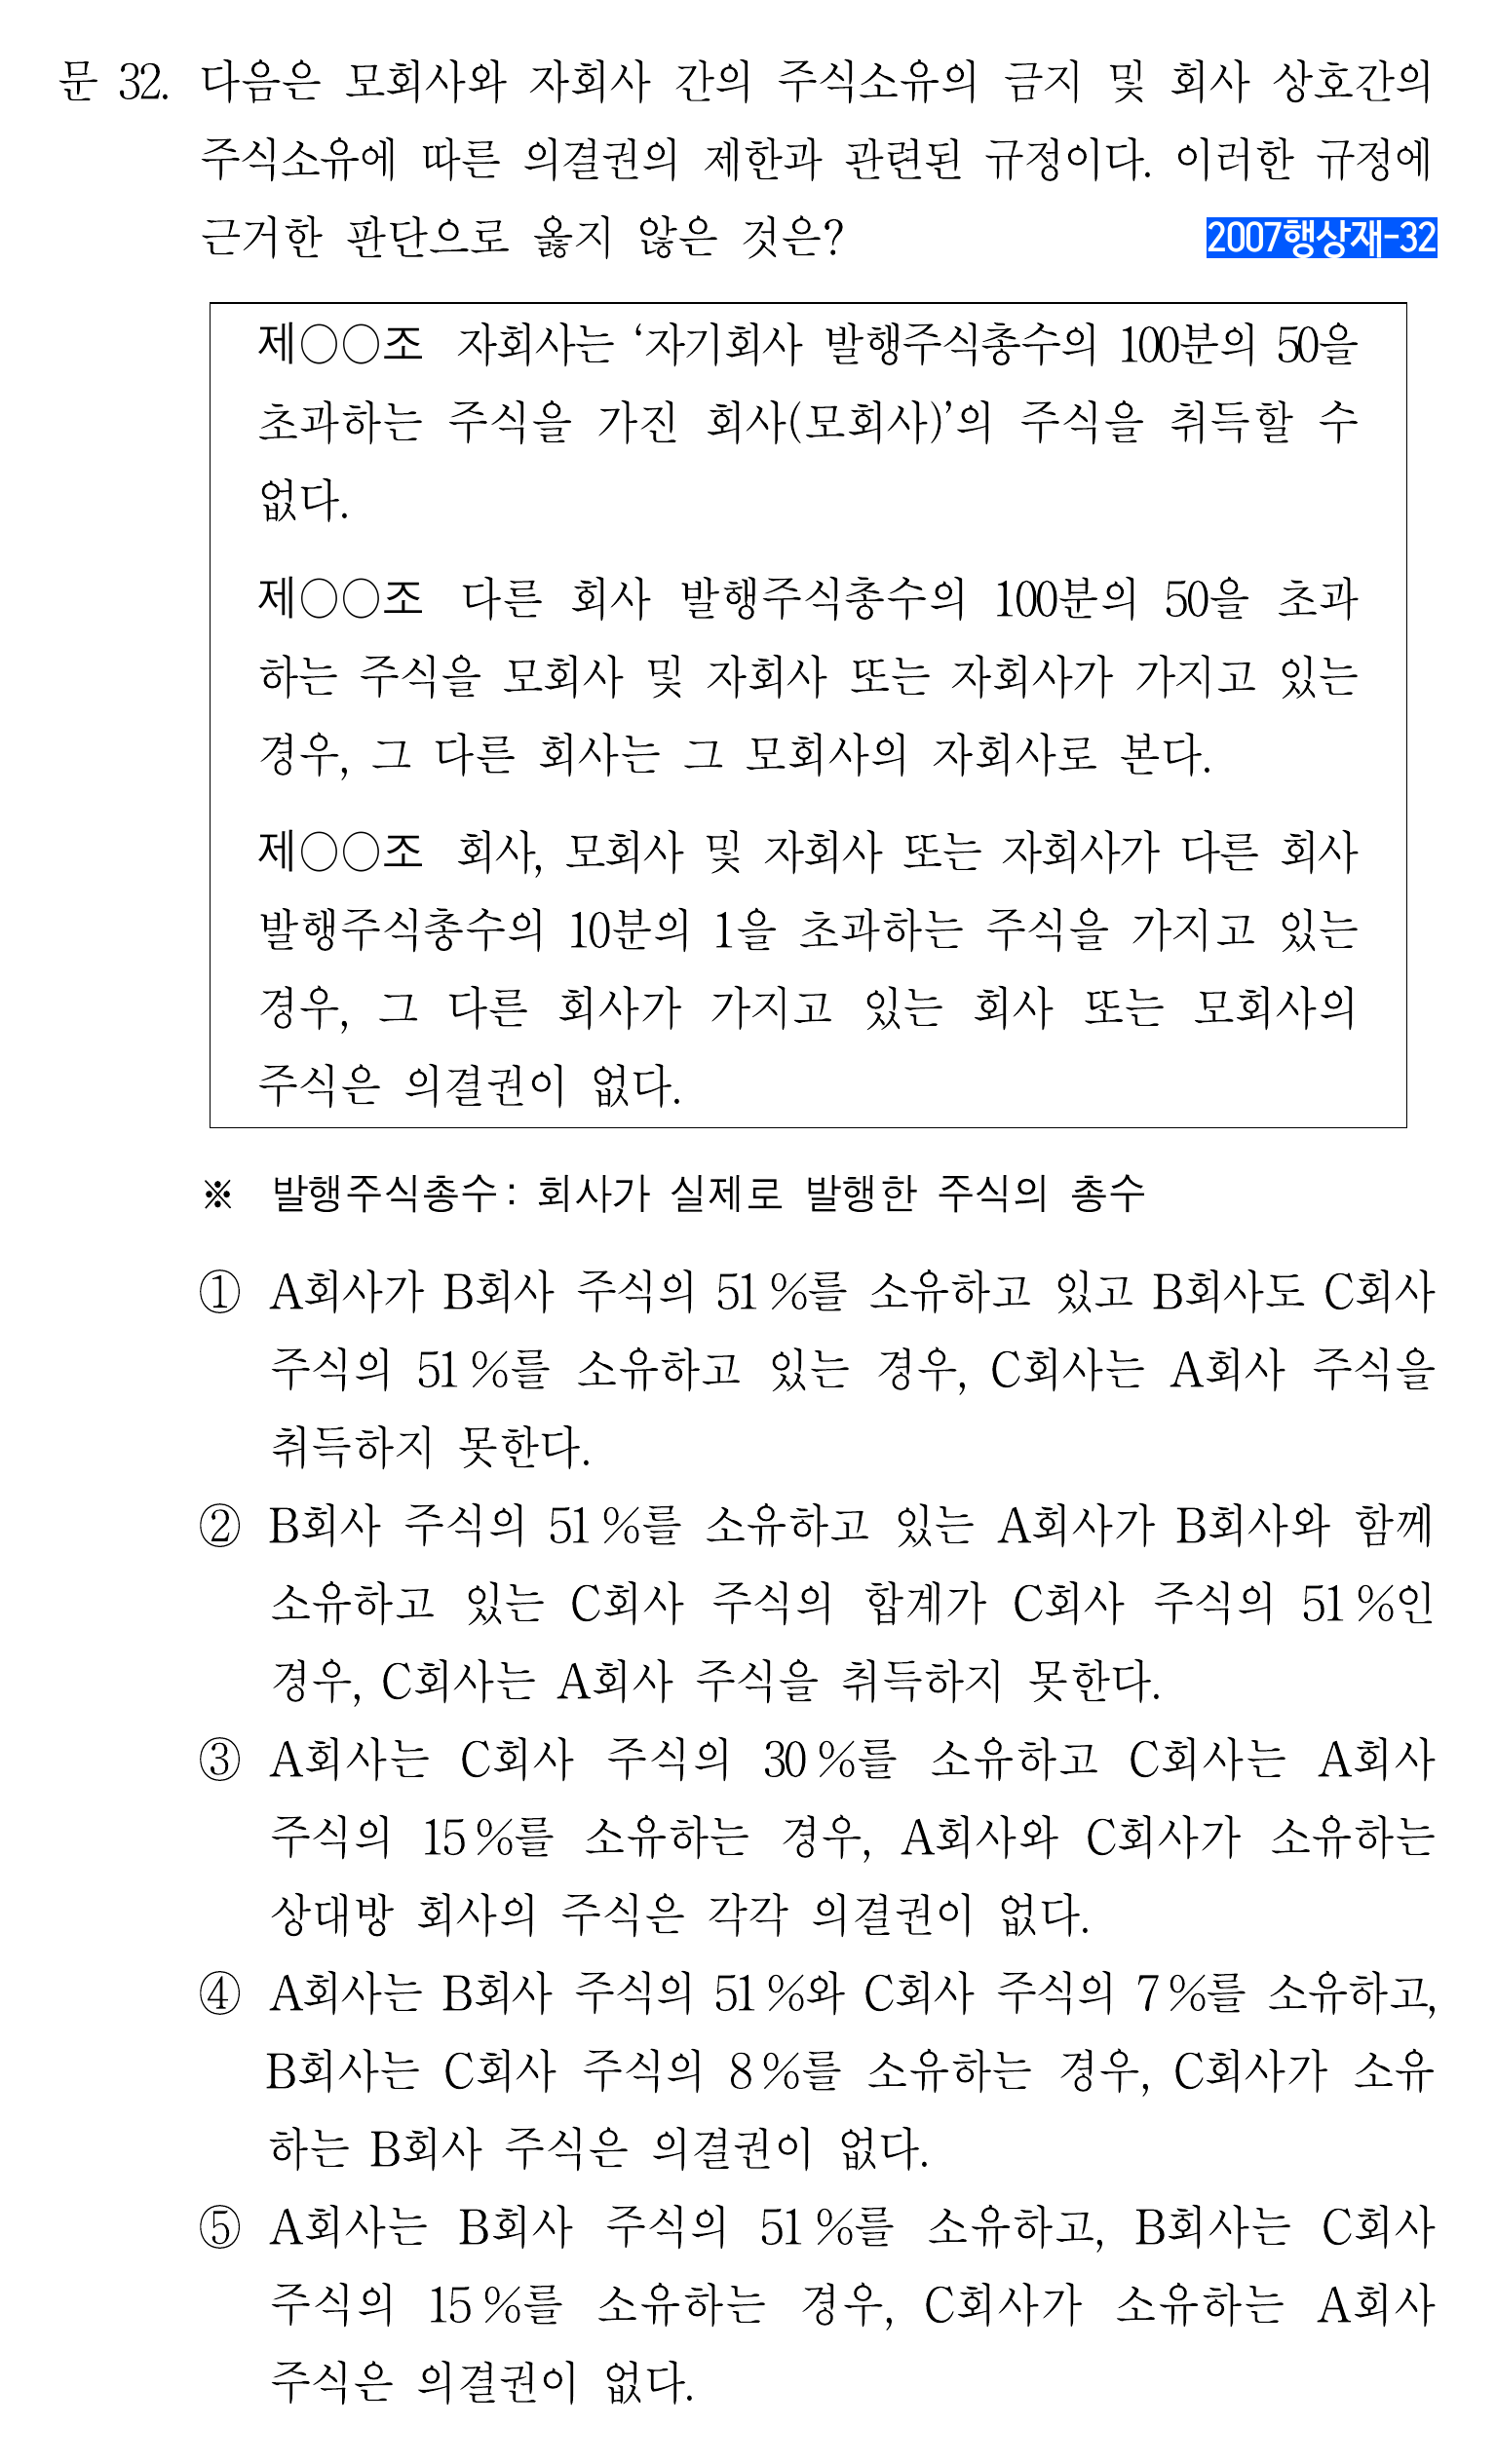 문 32. 다음은 모회사와 자회사 간의 주식소유의 금지 및 회사 상호간의
주식소유에 따른 의결권의 제한과 관련된 규정이다. 이러한 규정에
근거한 판단으로 옳지 않은 것은? 2007행상재-32
제○○조 자회사는 ‘자기회사 발행주식총수의 100분의 50을
초과하는 주식을 가진 회사(모회사)’의 주식을 취득할 수
없다.
제○○조 다른 회사 발행주식총수의 100분의 50을 초과
하는 주식을 모회사 및 자회사 또는 자회사가 가지고 있는
경우, 그 다른 회사는 그 모회사의 자회사로 본다.
제○○조 회사, 모회사 및 자회사 또는 자회사가 다른 회사
발행주식총수의 10분의 1을 초과하는 주식을 가지고 있는
경우, 그 다른 회사가 가지고 있는 회사 또는 모회사의
주식은 의결권이 없다.
※ 발행주식총수: 회사가 실제로 발행한 주식의 총수
① A회사가 B회사 주식의 51 %를 소유하고 있고 B회사도 C회사
주식의 51 %를 소유하고 있는 경우, C회사는 A회사 주식을
취득하지 못한다.
② B회사 주식의 51 %를 소유하고 있는 A회사가 B회사와 함께
소유하고 있는 C회사 주식의 합계가 C회사 주식의 51 %인
경우, C회사는 A회사 주식을 취득하지 못한다.
③ A회사는 C회사 주식의 30 %를 소유하고 C회사는 A회사
주식의 15 %를 소유하는 경우, A회사와 C회사가 소유하는
상대방 회사의 주식은 각각 의결권이 없다.
④ A회사는 B회사 주식의 51 %와 C회사 주식의 7 %를 소유하고,
B회사는 C회사 주식의 8 %를 소유하는 경우, C회사가 소유
하는 B회사 주식은 의결권이 없다.
⑤ A회사는 B회사 주식의 51 %를 소유하고, B회사는 C회사
주식의 15 %를 소유하는 경우, C회사가 소유하는 A회사
주식은 의결권이 없다.